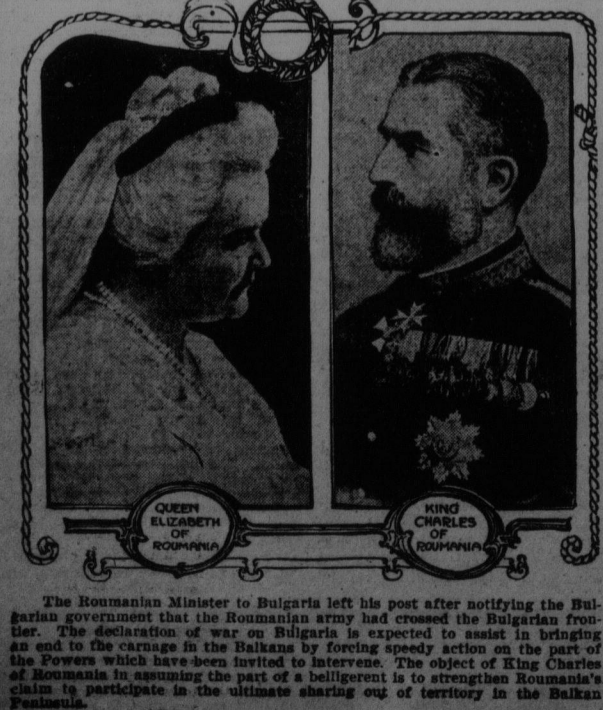 QUEEN
ELIZABETH
OF
ROUMANIA
KING
CHARLES
OF
ROUMANIA
The Roumanian Minister to Bulgaria left his post after notifying the Bul-
garian government that the Roumanian army had crossed the Bulgarian fron-
tier. The declaration of war on Bulgaria is expected to assist in bringing
an end to the carnage in the Balkans by forcing speedy action on the part of
the Powers which have been invited to intervene. The object of King Charles
of Roumania in assuming the part of a belligerent is to strengthen Roumania's
claim to participate in the ultimate sharing out of territory in the Balkan
Peninsula.